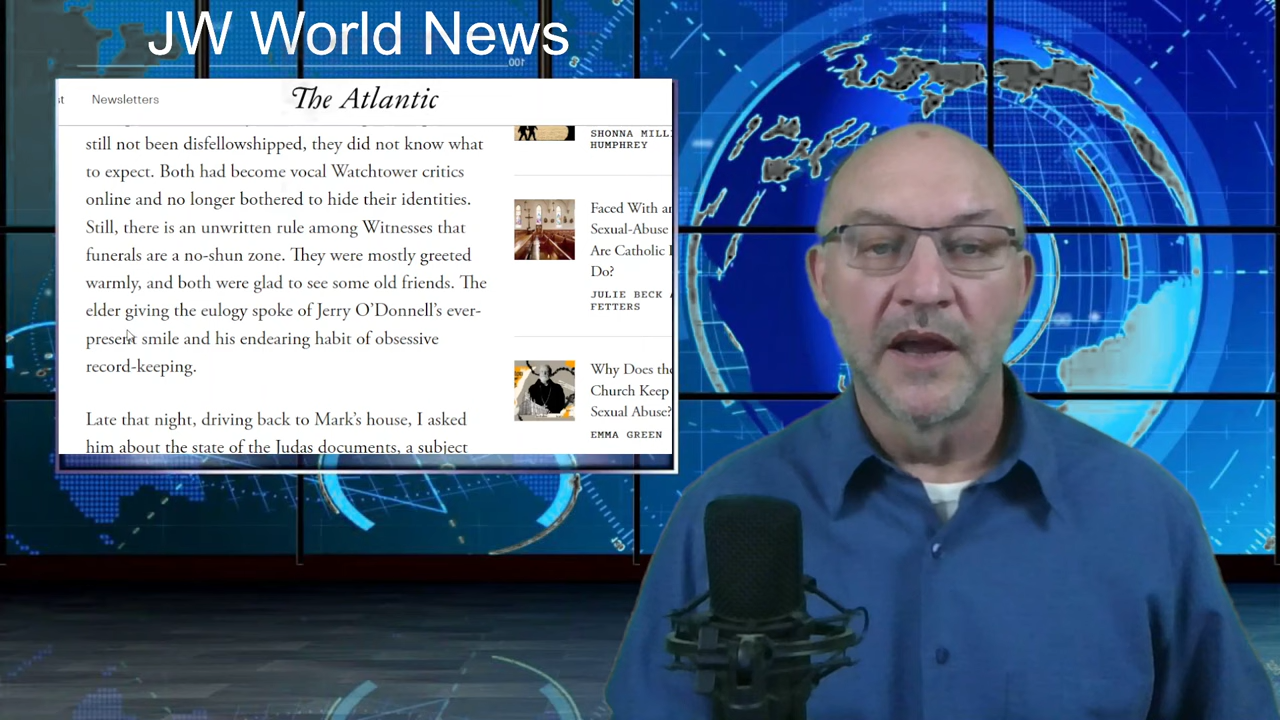 JW World News
100
st Newsletters
The Atlantic
still not been disfellowshipped, they did not know what
to expect. Both had become vocal Watchtower critics
online and no longer bothered to hide their identities.
Still, there is an unwritten rule among Witnesses that
funerals are a no-shun zone. They were mostly greeted
warmly, and both were glad to see some old friends. The
elder giving the eulogy spoke of Jerry O’Donnell’s ever-
present smile and his endearing habit of obsessive
record-keeping.
Late that night, driving back to Mark’s house, I asked
him about the state of the Judas documents, a subject
SHONNA MILL
HUMPHREY
Faced With an
Sexual-Abuse
Are Catholic
Do?
JULIE BECK
FETTERS
Why Does the
Church Keep
Sexual Abuse?
EMMA GREEN